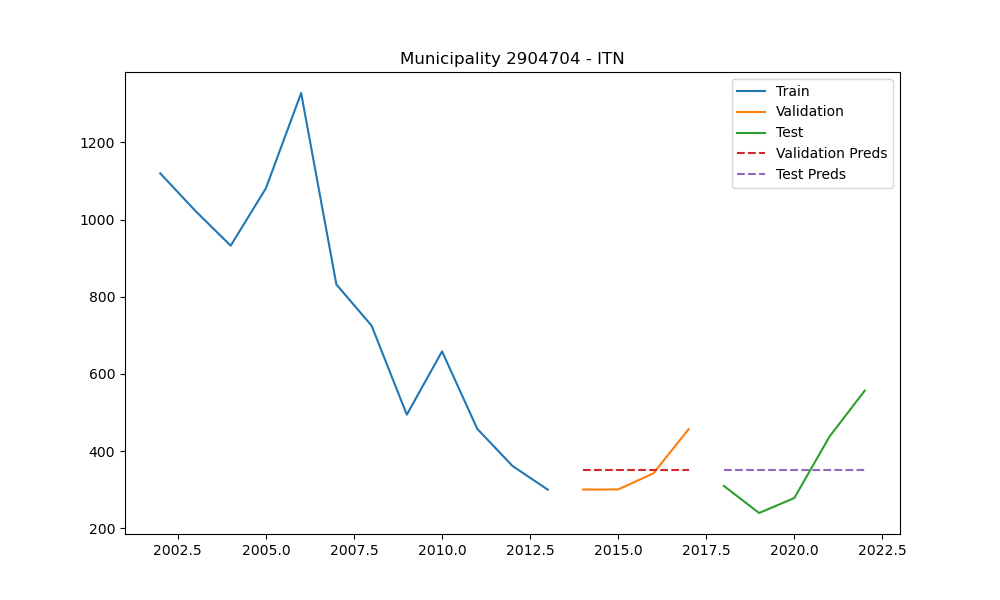 Municipality 2904704 - ITN
Train
Validation
Test
Validation Preds
Test Preds
1200
1000
800
600
400
200
2002.5 2005.0 2007.5 2010.0 2012.5 2015.0 2017.5 2020.0 2022.5